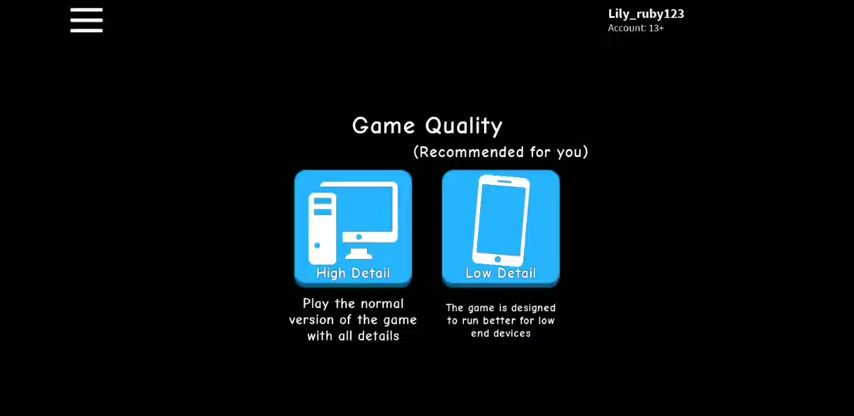 Lily_ruby123
Account: 13+
Game Quality
(Recommended for you)
High Detail
Low Detail
Play the normal
version of the game
with all details
The game is designed
to run better for low
end devices